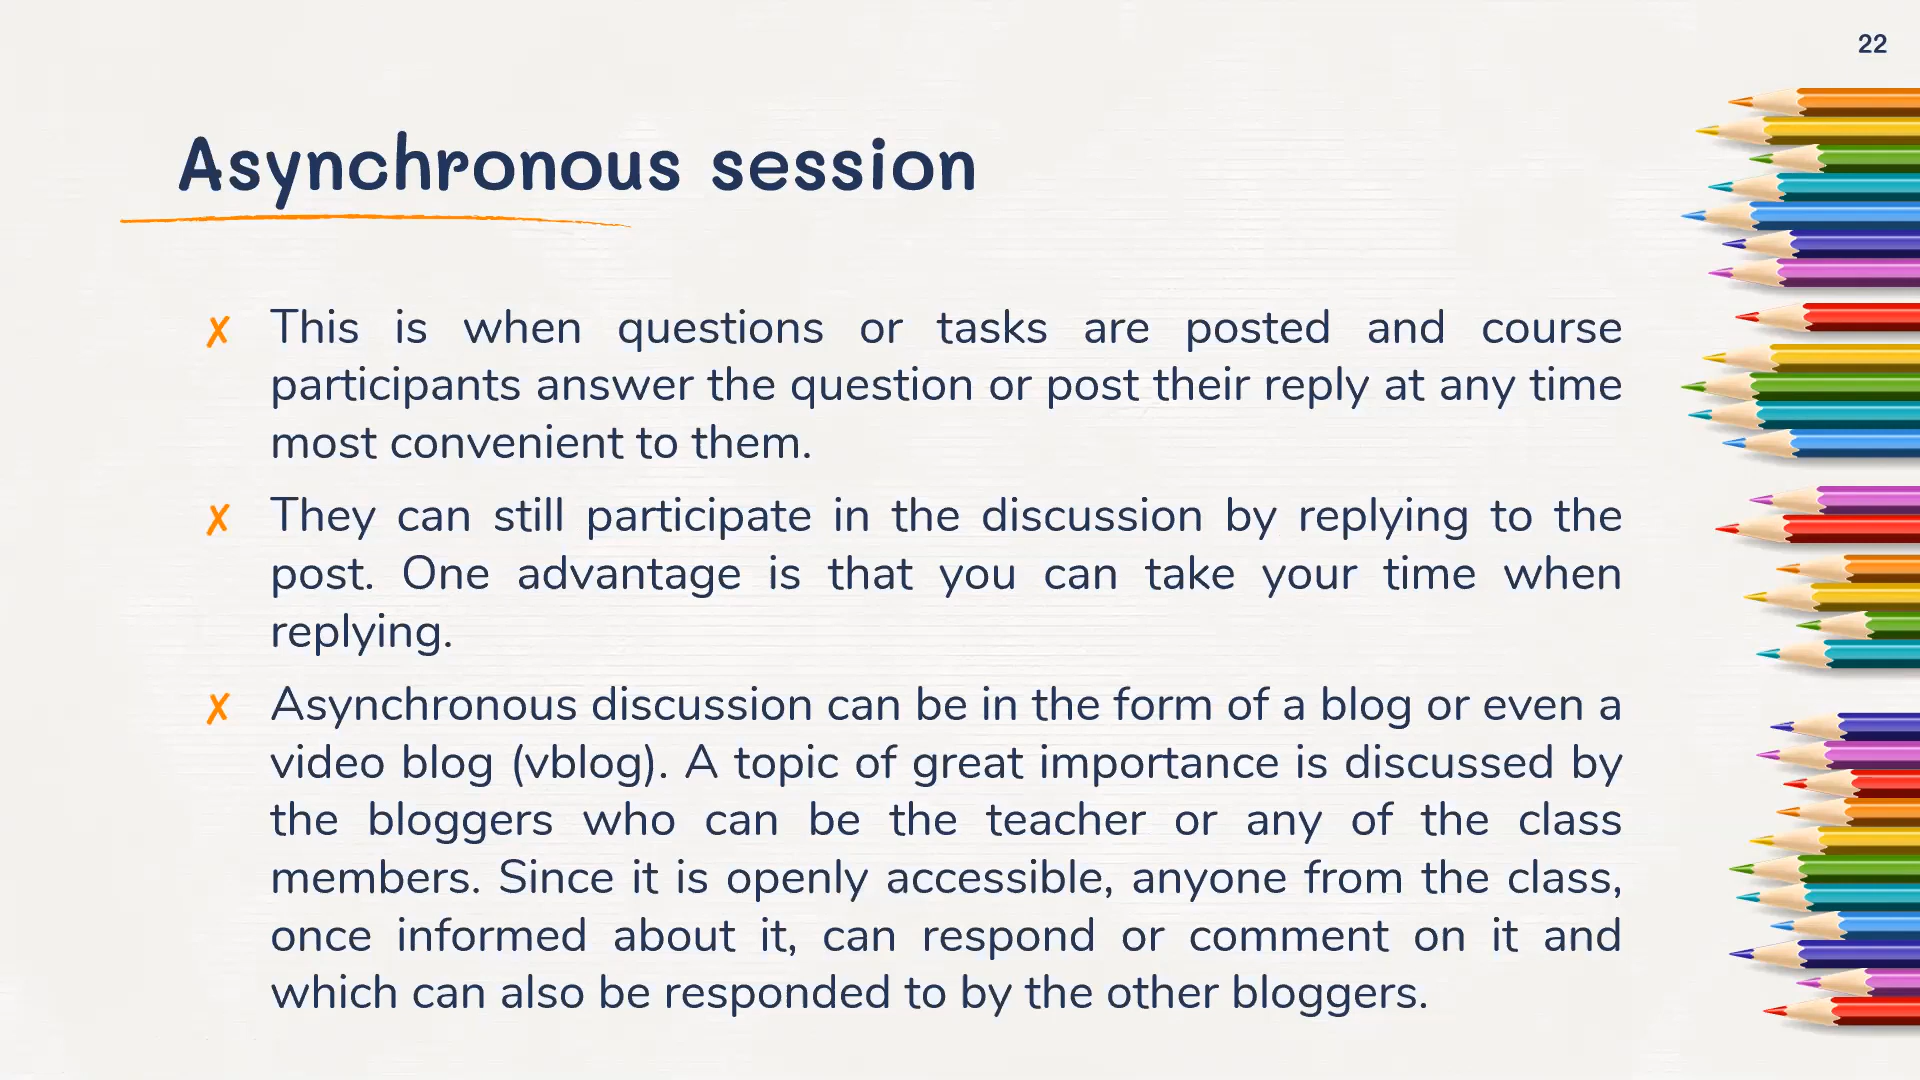 22
Asynchronous session
✗ This is when questions or tasks are posted and course
participants answer the question or post their reply at any time
most convenient to them.
✗ They can still participate in the discussion by replying to the
post. One advantage is that you can take your time when
replying.
✗ Asynchronous discussion can be in the form of a blog or even a
video blog (vblog). A topic of great importance is discussed by
the bloggers who can be the teacher or any of the class
members. Since it is openly accessible, anyone from the class,
once informed about it, can respond or comment on it and
which can also be responded to by the other bloggers.